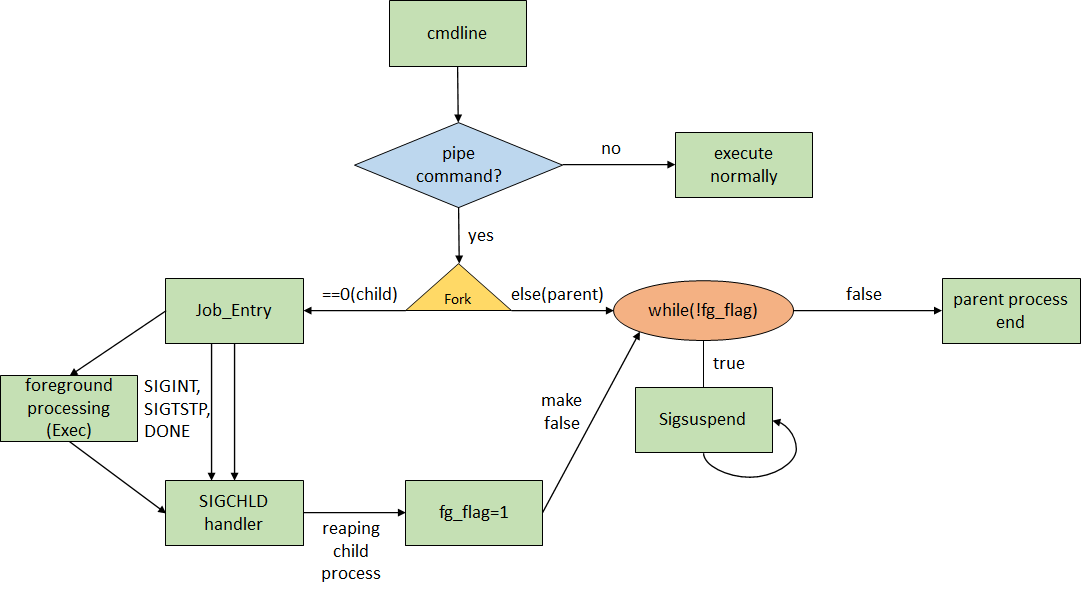 cmdline
pipe
command?
no
execute
normally
yes
==0(child)
Fork
else(parent)
Job_Entry
while(!fg_flag)
false
parent process
end
true
foreground
processing
(Exec)
SIGINT,
SIGTSTP,
DONE
make
false
Sigsuspend
SIGCHLD
handler
reaping
child
process
fg_flag=1